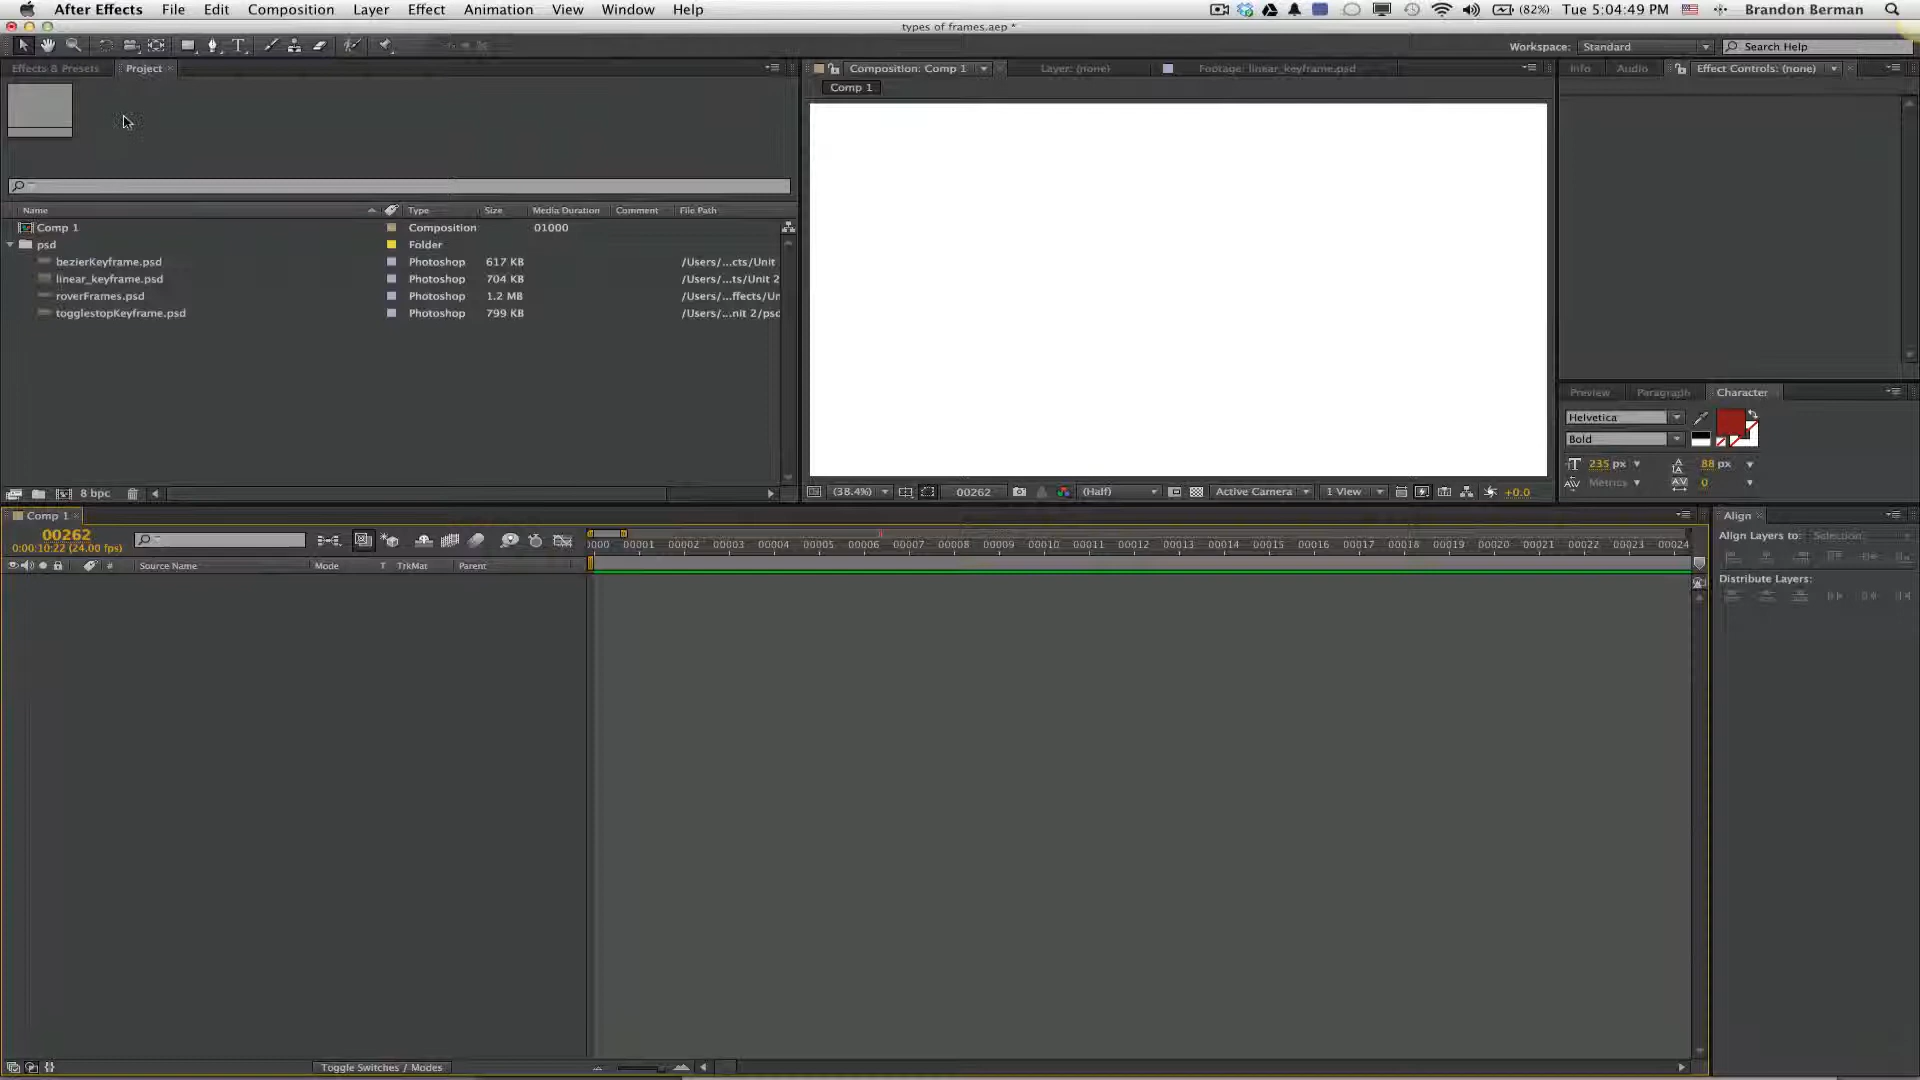 After Effects File Edit Composition Layer Effect Animation View Window Help (82%) Tue 5:04:49 PM Brandon Berman
types of frames.aep *
Workspace: Standard Search Help
Effects & Presets Project Composition: Comp 1 Layer: (none) Footage: linear_keyframe.psd Info Audio Effect Controls: (none)
Comp 1
Name Type Size Media Duration Comment File Path
Comp 1 Composition 01000
psd Folder
bezierKeyframe.psd Photoshop 617 KB /Users/...cts/Unit
linear_keyframe.psd Photoshop 704 KB /Users/...ts/Unit 2
roverFrames.psd Photoshop 1.2 MB /Users/...ffects/Un
togglestopKeyframe.psd Photoshop 799 KB /Users/...nit 2/psd
Preview Paragraph Character
Helvetica
Bold
235 px 88 px
Metrics 0
8 bpc (38.4%) 00262 (Half) Active Camera 1 View +0.0
Comp 1 Align
00262
0:00:10:22 (24.00 fps)
0000 00001 00002 00003 00004 00005 00006 00007 00008 00009 00010 00011 00012 00013 00014 00015 00016 00017 00018 00019 00020 00021 00022 00023 00024
Align Layers to: Selection
# Source Name Mode T TrkMat Parent
Distribute Layers:
Toggle Switches / Modes